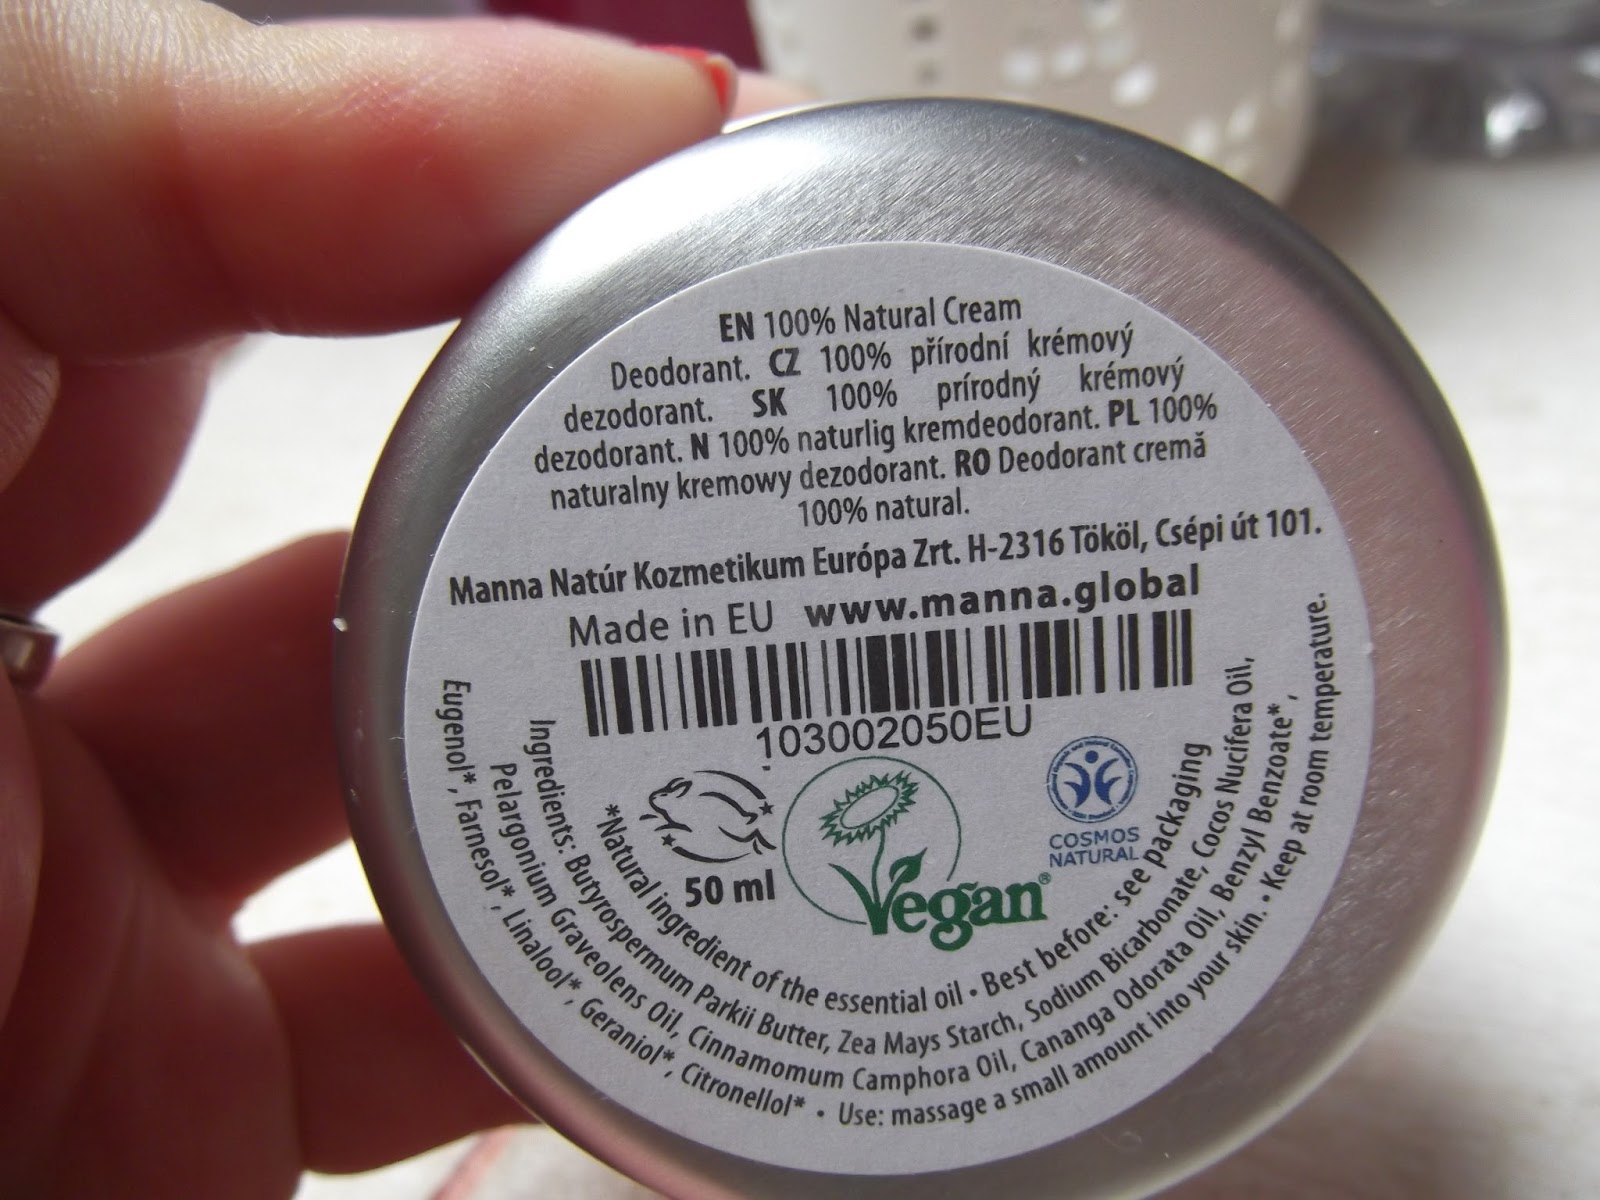 EN 100% Natural Cream
Deodorant. CZ 100% přírodní krémový
dezodorant. SK 100% prírodný krémový
dezodorant. N 100% naturlig kremdeodorant. PL 100%
naturalny kremowy dezodorant. RO Deodorant cremă
100% natural.
Manna Natúr Kozmetikum Európa Zrt. H-2316 Tököl, Csépi út 101.
Made in EU www.manna.global
103002050EU
50 ml
Vegan®
COSMOS
NATURAL
*Natural ingredient of the essential oil • Best before: see packaging
Ingredients: Butyrospermum Parkii Butter, Zea Mays Starch, Sodium Bicarbonate, Cocos Nucifera Oil,
Pelargonium Graveolens Oil, Cinnamomum Camphora Oil, Cananga Odorata Oil, Benzyl Benzoate*,
Eugenol*, Farnesol*, Linalool*, Geraniol*, Citronellol* • Use: massage a small amount into your skin. • Keep at room temperature.